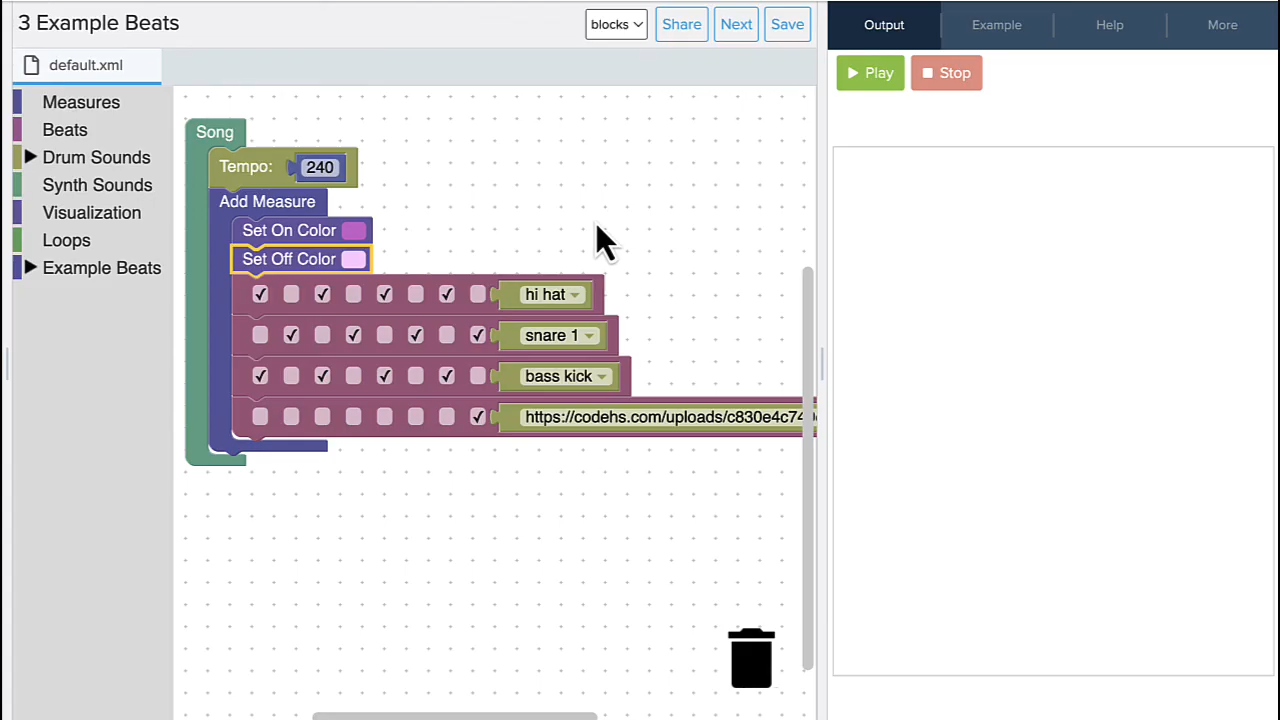 3 Example Beats
blocks
Share
Next
Save
Output
Example
Help
More
default.xml
Play
Stop
Measures
Beats
Drum Sounds
Synth Sounds
Visualization
Loops
Example Beats
Song
Tempo: 240
Add Measure
Set On Color
Set Off Color
hi hat
snare 1
bass kick
https://codehs.com/uploads/c830e4c74